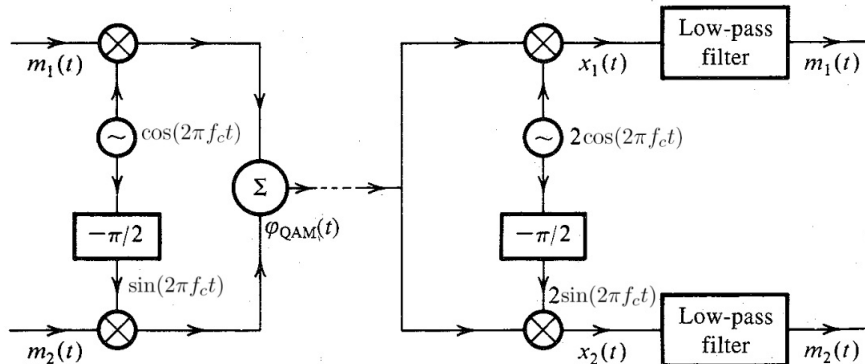 m₁(t)
cos(2πf_ct)
−π/2
sin(2πf_ct)
m₂(t)
Σ
φ_QAM(t)
x₁(t)
Low-pass
filter
m₁(t)
2cos(2πf_ct)
−π/2
2sin(2πf_ct)
x₂(t)
Low-pass
filter
m₂(t)